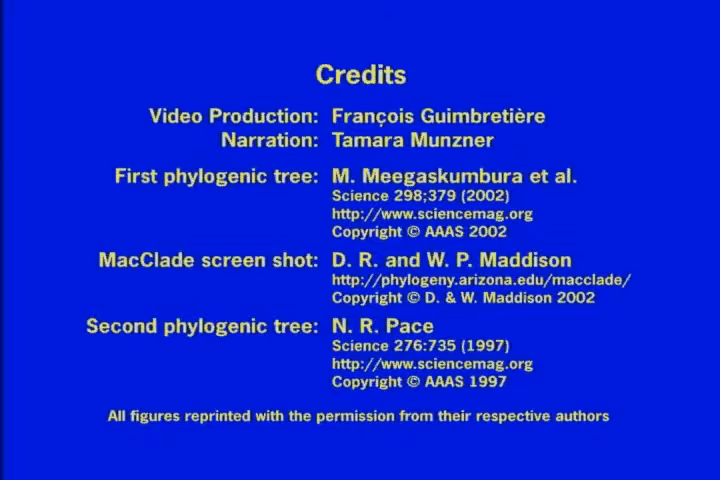 Credits
Video Production: François Guimbretière
Narration: Tamara Munzner
First phylogenic tree: M. Meegaskumbura et al.
Science 298;379 (2002)
http://www.sciencemag.org
Copyright © AAAS 2002
MacClade screen shot: D. R. and W. P. Maddison
http://phylogeny.arizona.edu/macclade/
Copyright © D. & W. Maddison 2002
Second phylogenic tree: N. R. Pace
Science 276:735 (1997)
http://www.sciencemag.org
Copyright © AAAS 1997
All figures reprinted with the permission from their respective authors